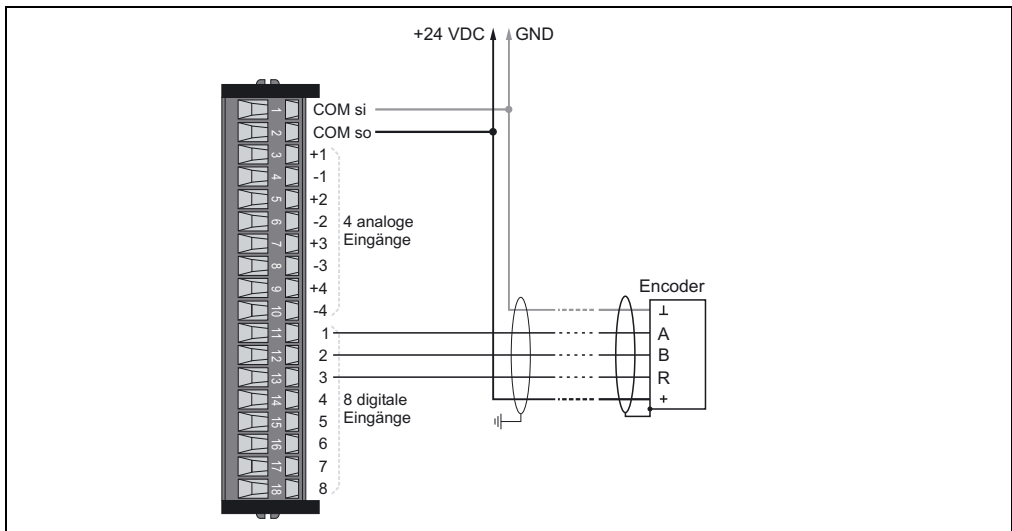 +24 VDC GND
1 COM si
2 COM so
3 +1
4 -1
5 +2
6 -2 4 analoge
7 +3 Eingänge
8 -3
9 +4
Encoder
10 -4 ⊥
11 1 A
12 2 B
13 3 R
14 4 8 digitale +
15 5 Eingänge
16 6
17 7
18 8